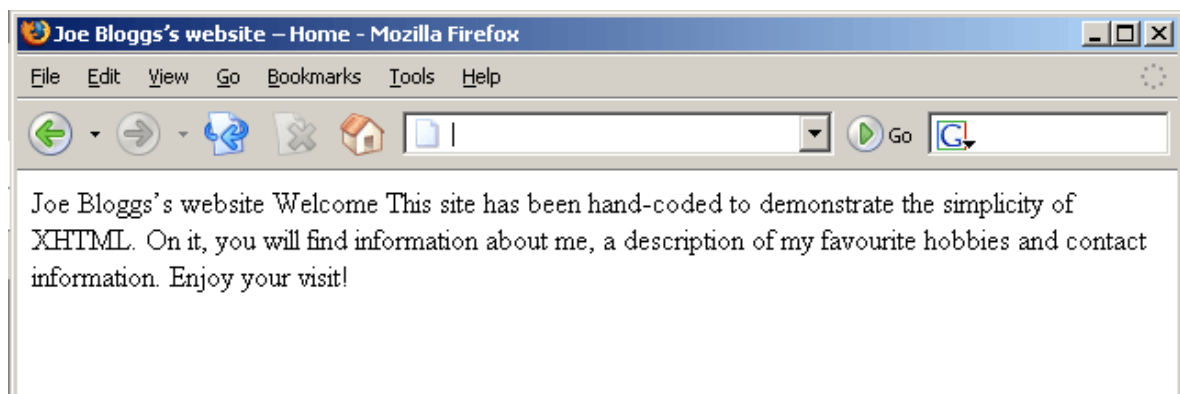 Joe Bloggs’s website – Home - Mozilla Firefox
File Edit View Go Bookmarks Tools Help
Go G
Joe Bloggs’s website Welcome This site has been hand-coded to demonstrate the simplicity of
XHTML. On it, you will find information about me, a description of my favourite hobbies and contact
information. Enjoy your visit!